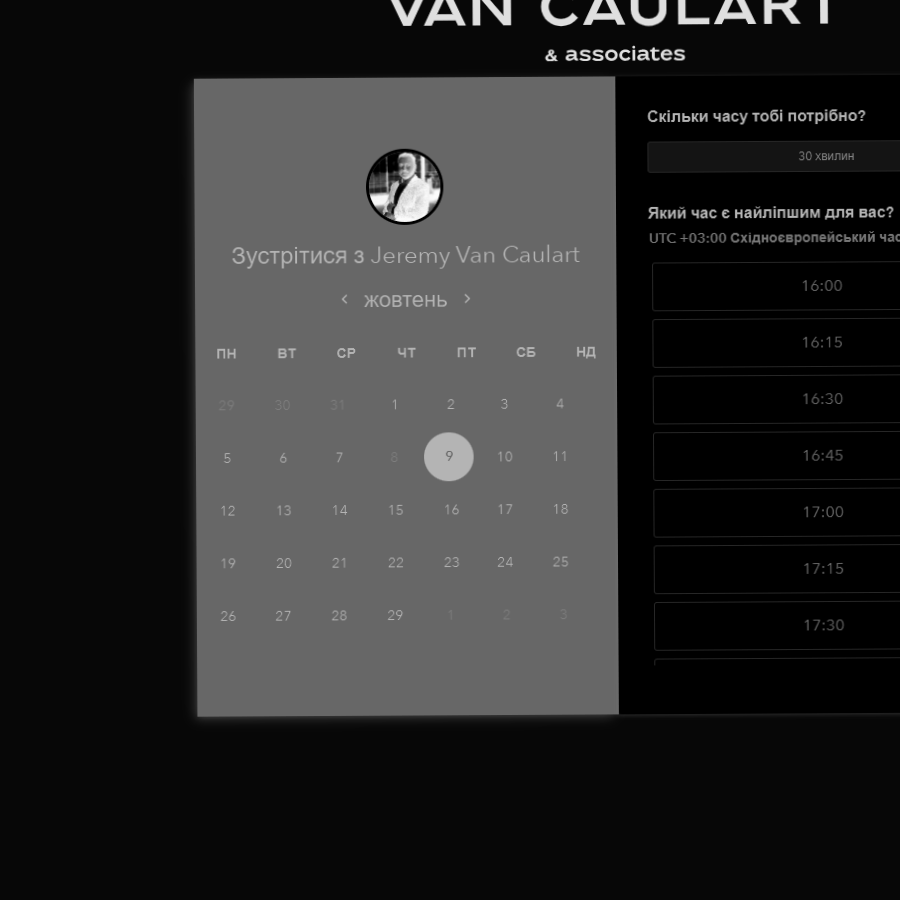 VAN CAULART
& associates
Зустрітися з Jeremy Van Caulart
жовтень
ПН ВТ СР ЧТ ПТ СБ НД
29 30 31 1 2 3 4
5 6 7 8 9 10 11
12 13 14 15 16 17 18
19 20 21 22 23 24 25
26 27 28 29 1 2 3
Скільки часу тобі потрібно?
30 хвилин
Який час є найліпшим для вас?
UTC +03:00 Східноєвропейський час
16:00
16:15
16:30
16:45
17:00
17:15
17:30